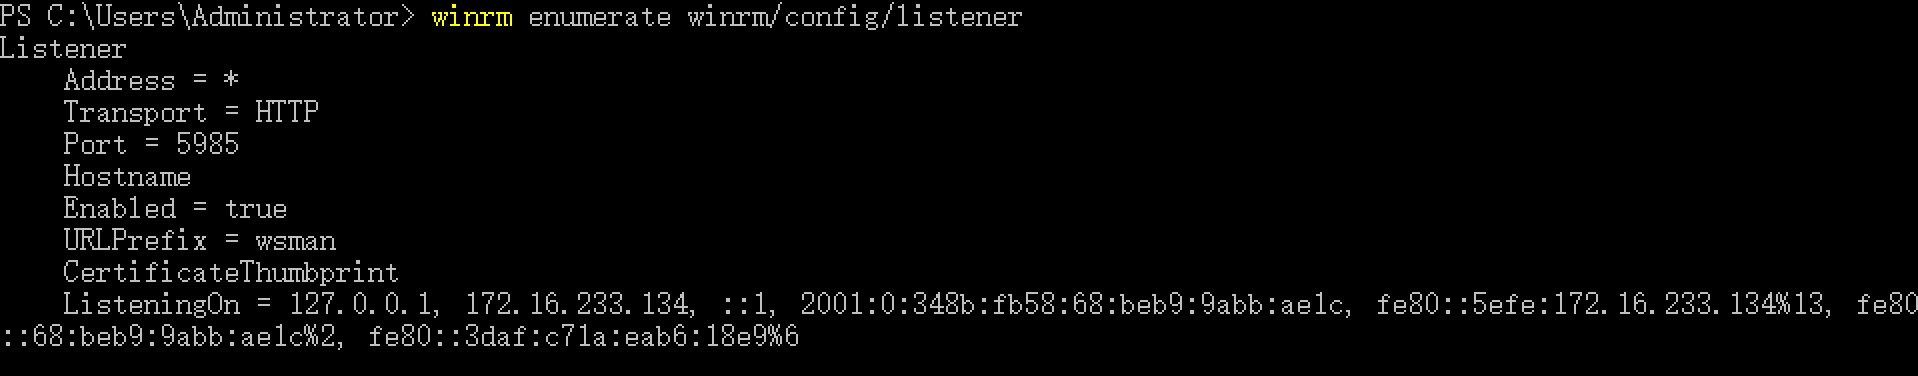 PS C:\Users\Administrator> winrm enumerate winrm/config/listener
Listener
    Address = *
    Transport = HTTP
    Port = 5985
    Hostname
    Enabled = true
    URLPrefix = wsman
    CertificateThumbprint
    ListeningOn = 127.0.0.1, 172.16.233.134, ::1, 2001:0:348b:fb58:68:beb9:9abb:ae1c, fe80::5efe:172.16.233.134%13, fe80
::68:beb9:9abb:ae1c%2, fe80::3daf:c71a:eab6:18e9%6